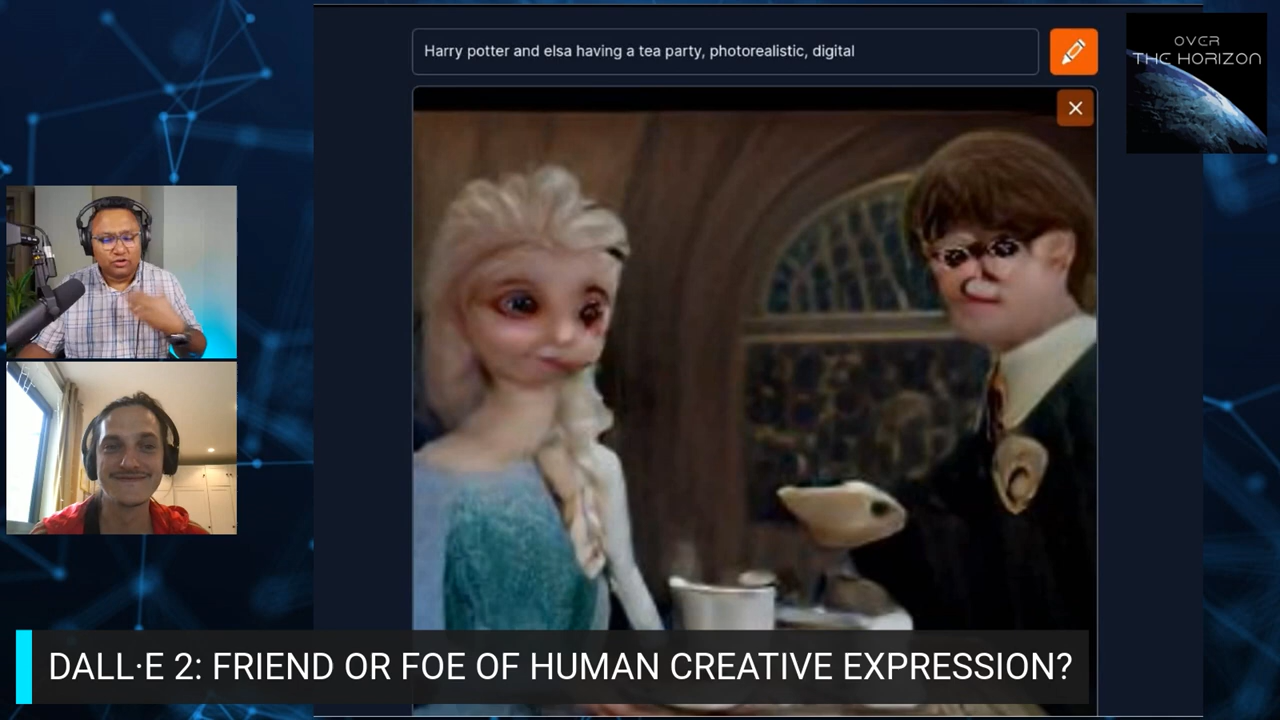 Harry potter and elsa having a tea party, photorealistic, digital
OVER
THE HORIZON
DALL·E 2: FRIEND OR FOE OF HUMAN CREATIVE EXPRESSION?